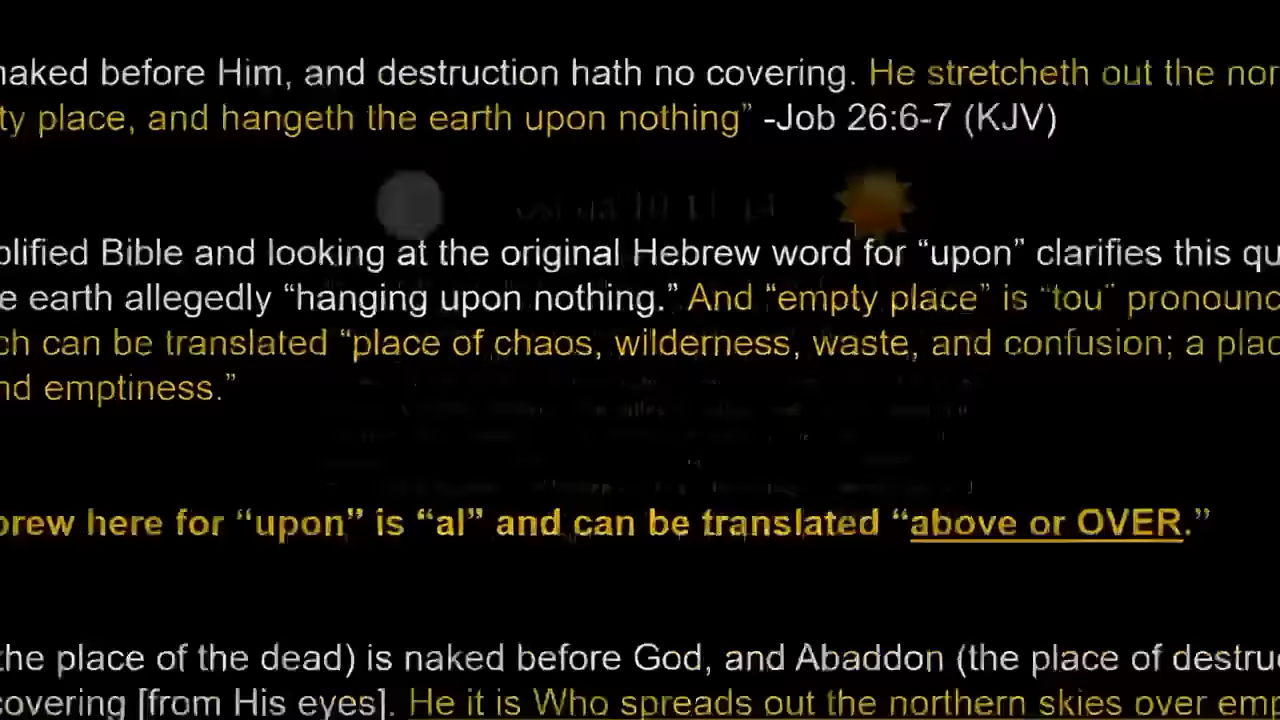 naked before Him, and destruction hath no covering. He stretcheth out the nor
ty place, and hangeth the earth upon nothing” -Job 26:6-7 (KJV)
plified Bible and looking at the original Hebrew word for “upon” clarifies this qu
e earth allegedly “hanging upon nothing.” And “empty place” is “tou” pronounc
ch can be translated “place of chaos, wilderness, waste, and confusion; a plac
nd emptiness.”
brew here for “upon” is “al” and can be translated “above or OVER.”
the place of the dead) is naked before God, and Abaddon (the place of destruc
covering [from His eyes]. He it is Who spreads out the northern skies over emp